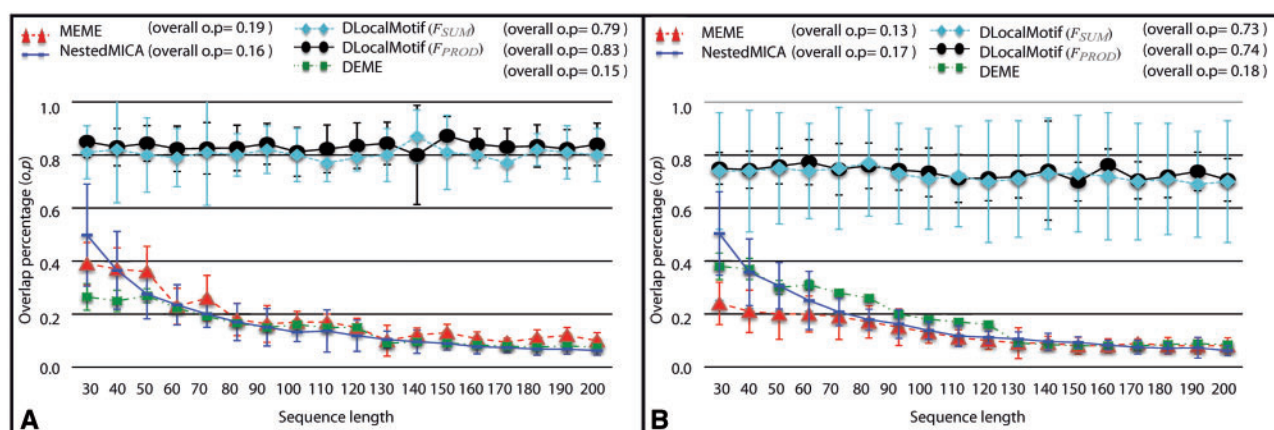 MEME (overall o.p= 0.19 )
NestedMICA (overall o.p= 0.16 )
DLocalMotif (FSUM) (overall o.p= 0.79 )
DLocalMotif (FPROD) (overall o.p= 0.83 )
DEME (overall o.p= 0.15 )
Overlap percentage (o.p)
1.0
0.8
0.6
0.4
0.2
0.0
30 40 50 60 70 80 90 100 110 120 130 140 150 160 170 180 190 200
A Sequence length
MEME (overall o.p= 0.13 )
NestedMICA (overall o.p= 0.17 )
DLocalMotif (FSUM) (overall o.p= 0.73 )
DLocalMotif (FPROD) (overall o.p= 0.74 )
DEME (overall o.p= 0.18 )
Overlap percentage (o.p)
1.0
0.8
0.6
0.4
0.2
0.0
30 40 50 60 70 80 90 100 110 120 130 140 150 160 170 180 190 200
B Sequence length